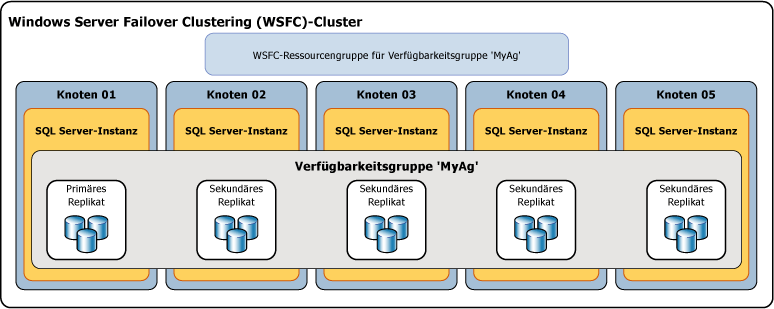 Windows Server Failover Clustering (WSFC)-Cluster
WSFC-Ressourcengruppe für Verfügbarkeitsgruppe 'MyAg'
Knoten 01
Knoten 02
Knoten 03
Knoten 04
Knoten 05
SQL Server-Instanz
SQL Server-Instanz
SQL Server-Instanz
SQL Server-Instanz
SQL Server-Instanz
Verfügbarkeitsgruppe 'MyAg'
Primäres
Replikat
Sekundäres
Replikat
Sekundäres
Replikat
Sekundäres
Replikat
Sekundäres
Replikat